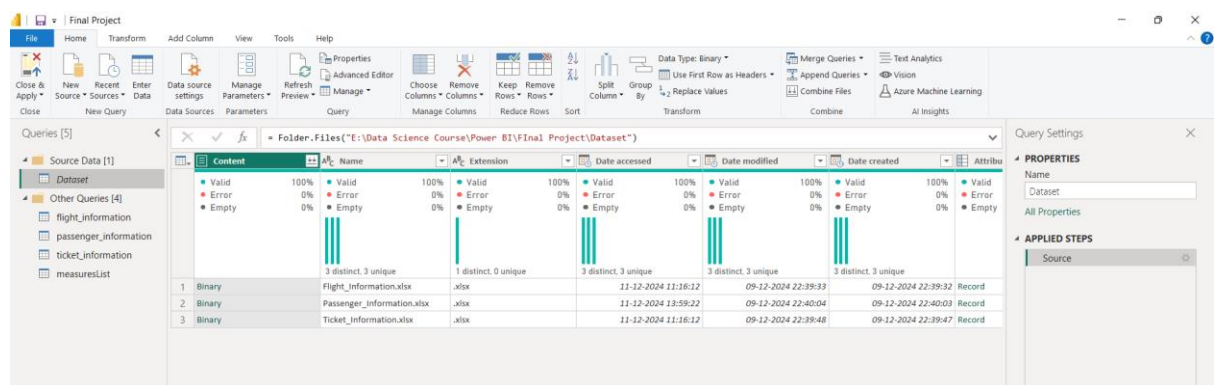 Final Project
File Home Transform Add Column View Tools Help
Close & Apply
New Source
Recent Sources
Enter Data
Data source settings
Manage Parameters
Refresh Preview
Properties
Advanced Editor
Manage
Choose Columns
Remove Columns
Keep Rows
Remove Rows
Split Column
Group By
Data Type: Binary
Use First Row as Headers
Replace Values
Merge Queries
Append Queries
Combine Files
Text Analytics
Vision
Azure Machine Learning
Close New Query Data Sources Parameters Query Manage Columns Reduce Rows Sort Transform Combine AI Insights
Queries [5]
Source Data [1]
Dataset
Other Queries [4]
flight_information
passenger_information
ticket_information
measuresList
fx = Folder.Files("E:\Data Science Course\Power BI\FInal Project\Dataset")
Content ABC Name ABC Extension Date accessed Date modified Date created Attribu
Valid 100% Valid 100% Valid 100% Valid 100% Valid 100% Valid 100% Valid
Error 0% Error 0% Error 0% Error 0% Error 0% Error 0% Error
Empty 0% Empty 0% Empty 0% Empty 0% Empty 0% Empty 0% Empty
3 distinct, 3 unique 1 distinct, 0 unique 3 distinct, 3 unique 3 distinct, 3 unique 3 distinct, 3 unique
1 Binary Flight_Information.xlsx .xlsx 11-12-2024 11:16:12 09-12-2024 22:39:33 09-12-2024 22:39:32 Record
2 Binary Passenger_Information.xlsx .xlsx 11-12-2024 13:59:22 09-12-2024 22:40:04 09-12-2024 22:40:03 Record
3 Binary Ticket_Information.xlsx .xlsx 11-12-2024 11:16:12 09-12-2024 22:39:48 09-12-2024 22:39:47 Record
Query Settings
PROPERTIES
Name
Dataset
All Properties
APPLIED STEPS
Source